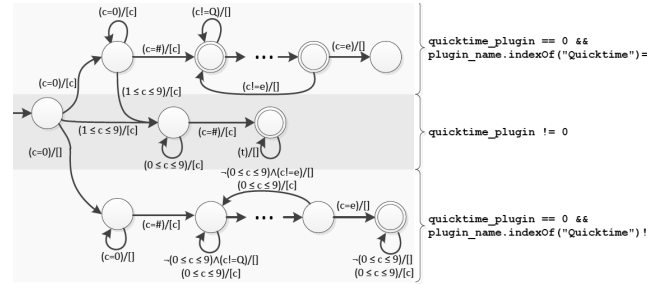 (c=0)/[c]
(c!=Q)/[]
(c=#)/[c]
(c=e)/[]
(c!=e)/[]
quicktime_plugin == 0 &&
plugin_name.indexOf("Quicktime")=
(c=0)/[c]
(1 ≤ c ≤ 9)/[c]
(1 ≤ c ≤ 9)/[c]
(c=#)/[c]
quicktime_plugin != 0
(c=0)/[]
(0 ≤ c ≤ 9)/[c]
(t)/[]
¬(0 ≤ c ≤ 9)∧(c!=e)/[]
(0 ≤ c ≤ 9)/[c]
(c=#)/[c]
(c=e)/[]
quicktime_plugin == 0 &&
plugin_name.indexOf("Quicktime")!
(c=0)/[]
¬(0 ≤ c ≤ 9)∧(c!=Q)/[]
(0 ≤ c ≤ 9)/[c]
¬(0 ≤ c ≤ 9)/[]
(0 ≤ c ≤ 9)/[c]